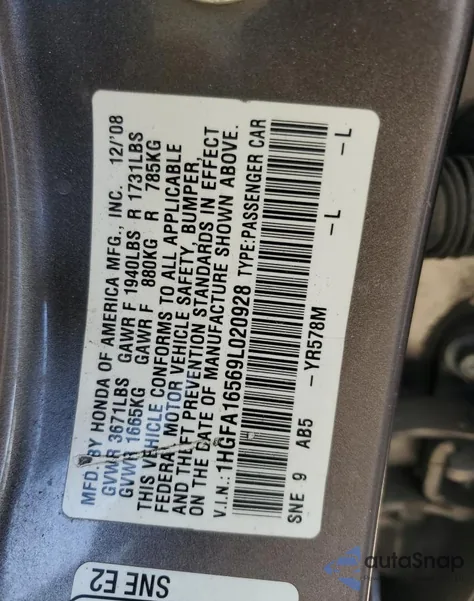 MFD. BY HONDA OF AMERICA MFG., INC. 12/'08
GVWR 3671LBS GAWR F 1940LBS R 1731LBS
GVWR 1665KG GAWR F 880KG R 785KG
THIS VEHICLE CONFORMS TO ALL APPLICABLE
FEDERAL MOTOR VEHICLE SAFETY, BUMPER,
AND THEFT PREVENTION STANDARDS IN EFFECT
ON THE DATE OF MANUFACTURE SHOWN ABOVE.
V.I.N.: 1HGFA16569L020928 TYPE:PASSENGER CAR
SNE 9 AB5 -YR578M -L -L
SNE E2
autoSnap